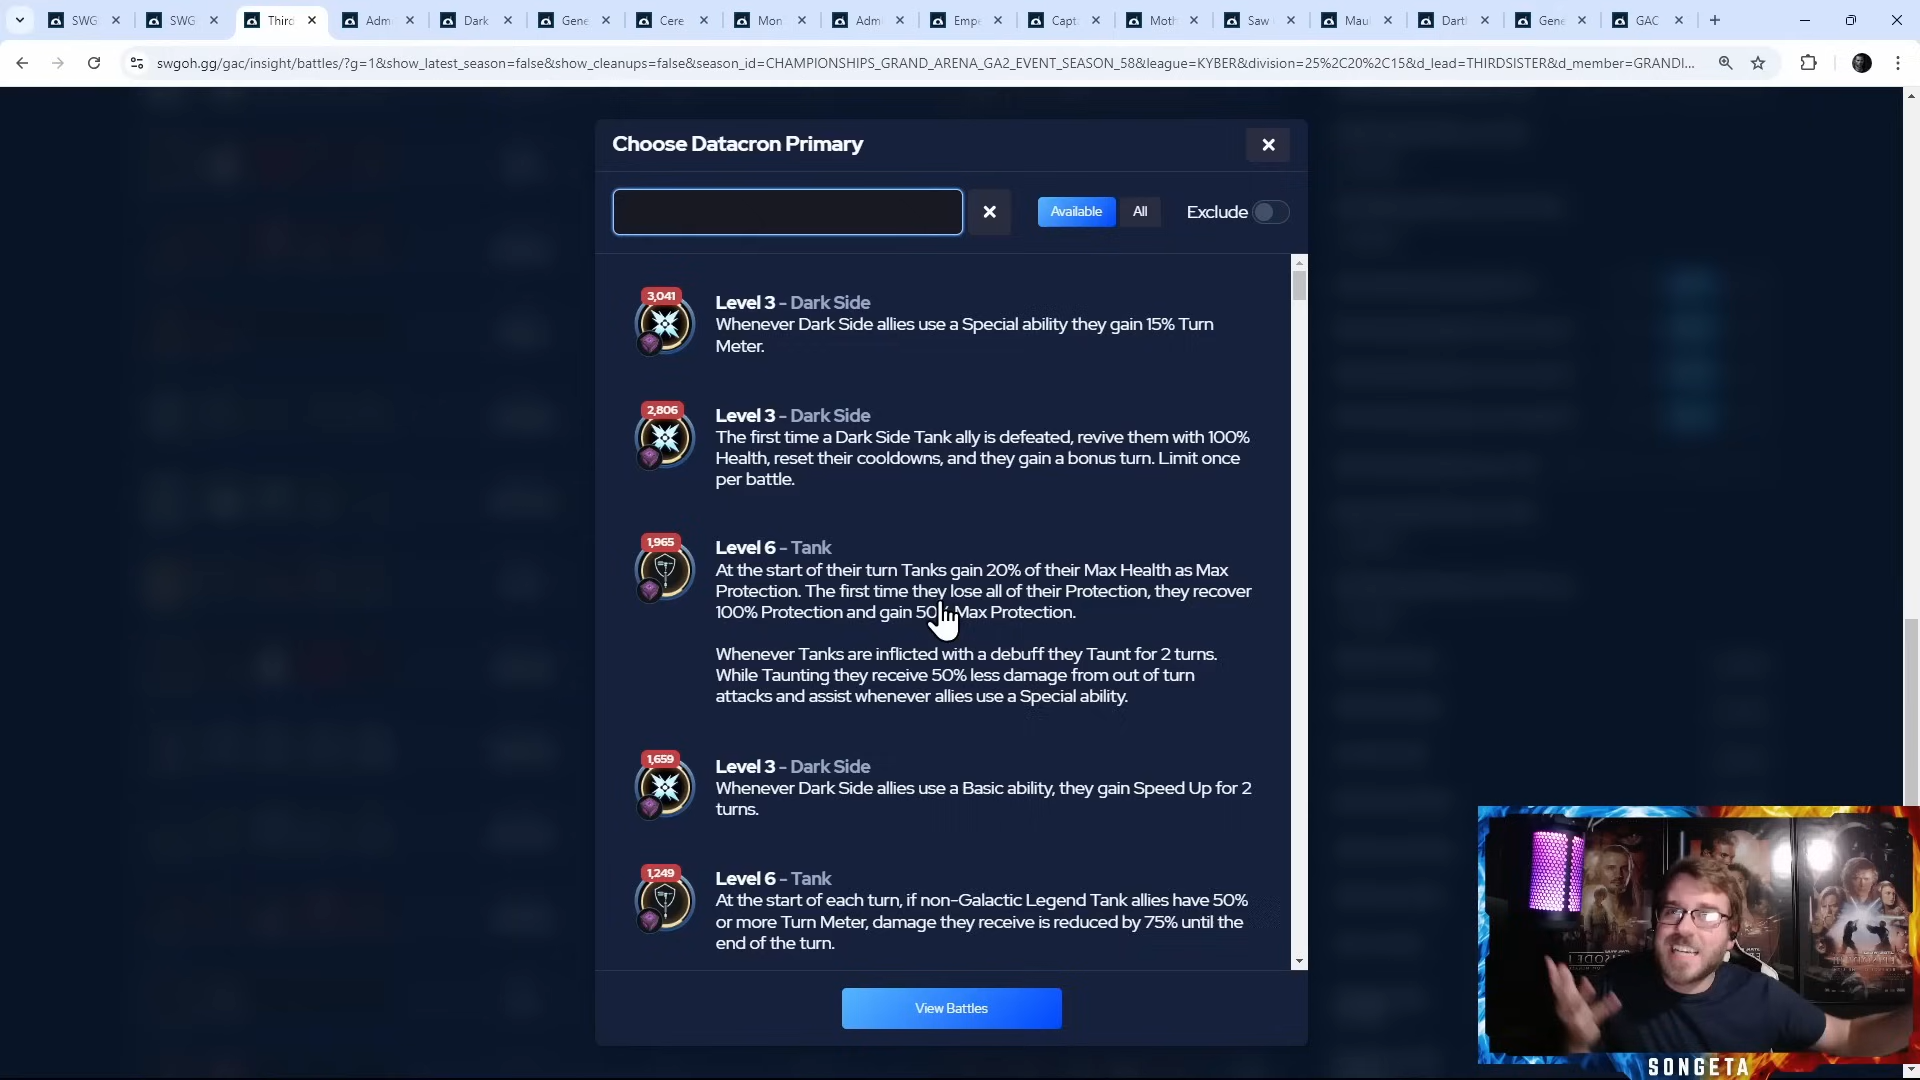 SWG
SWG
Third
Adm
Dark
Gene
Cere
Mon
Adm
Empe
Capt
Moth
Saw
Mau
Darth
Gene
GAC
swgoh.gg/gac/insight/battles/?g=1&show_latest_season=false&show_cleanups=false&season_id=CHAMPIONSHIPS_GRAND_ARENA_GA2_EVENT_SEASON_58&league=KYBER&division=25%2C20%2C15&d_lead=THIRDSISTER&d_member=GRANDI...
Choose Datacron Primary
Available
All
Exclude
3,041
Level 3 - Dark Side
Whenever Dark Side allies use a Special ability they gain 15% Turn
Meter.
2,806
Level 3 - Dark Side
The first time a Dark Side Tank ally is defeated, revive them with 100%
Health, reset their cooldowns, and they gain a bonus turn. Limit once
per battle.
1,965
Level 6 - Tank
At the start of their turn Tanks gain 20% of their Max Health as Max
Protection. The first time they lose all of their Protection, they recover
100% Protection and gain 50% Max Protection.
Whenever Tanks are inflicted with a debuff they Taunt for 2 turns.
While Taunting they receive 50% less damage from out of turn
attacks and assist whenever allies use a Special ability.
1,659
Level 3 - Dark Side
Whenever Dark Side allies use a Basic ability, they gain Speed Up for 2
turns.
1,249
Level 6 - Tank
At the start of each turn, if non-Galactic Legend Tank allies have 50%
or more Turn Meter, damage they receive is reduced by 75% until the
end of the turn.
View Battles
SONGETA